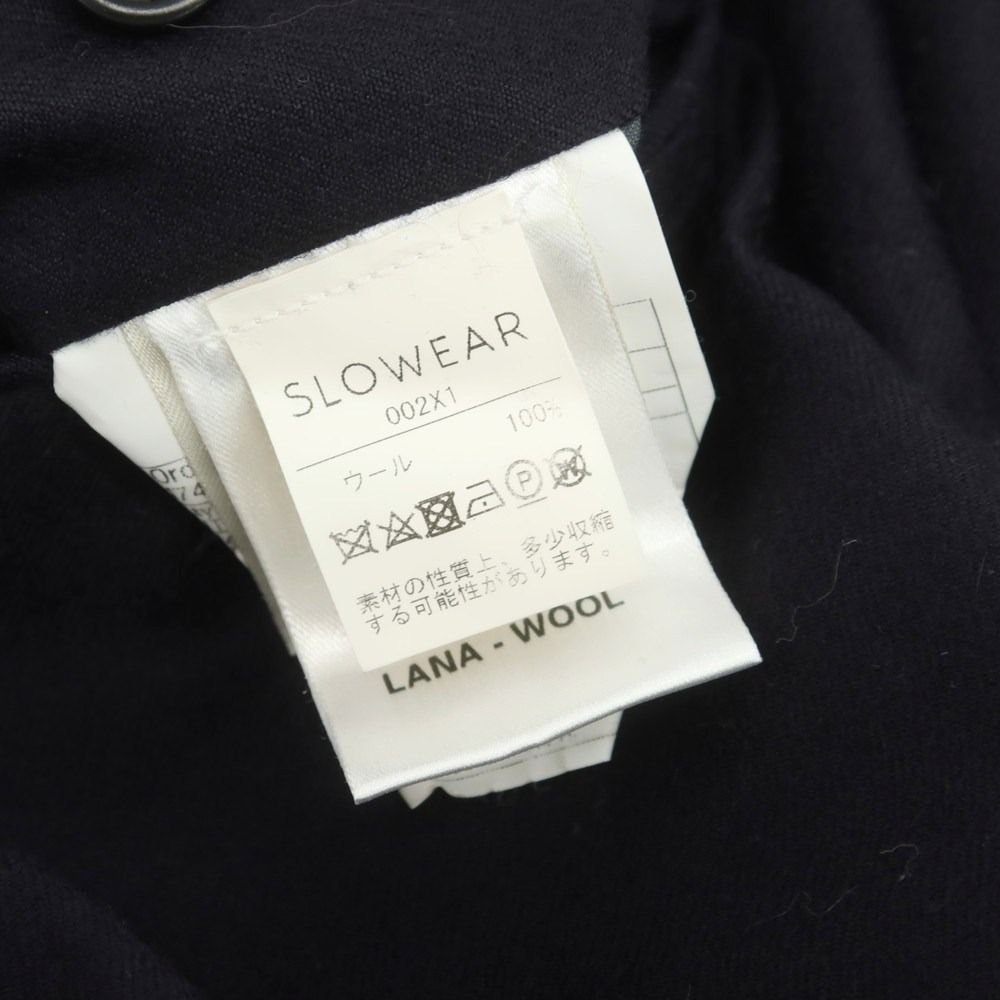 SLOWEAR
002X1
ウール 100%
P
素材の性質上、多少収縮
する可能性があります。
LANA - WOOL